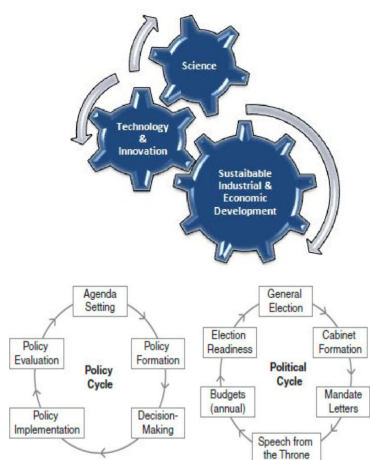 Science
Technology
&
Innovation
Sustaibable
Industrial &
Economic
Development
Agenda
Setting
Policy
Formation
Decision-
Making
Policy
Implementation
Policy
Evaluation
Policy
Cycle
General
Election
Cabinet
Formation
Mandate
Letters
Speech from
the Throne
Budgets
(annual)
Election
Readiness
Political
Cycle